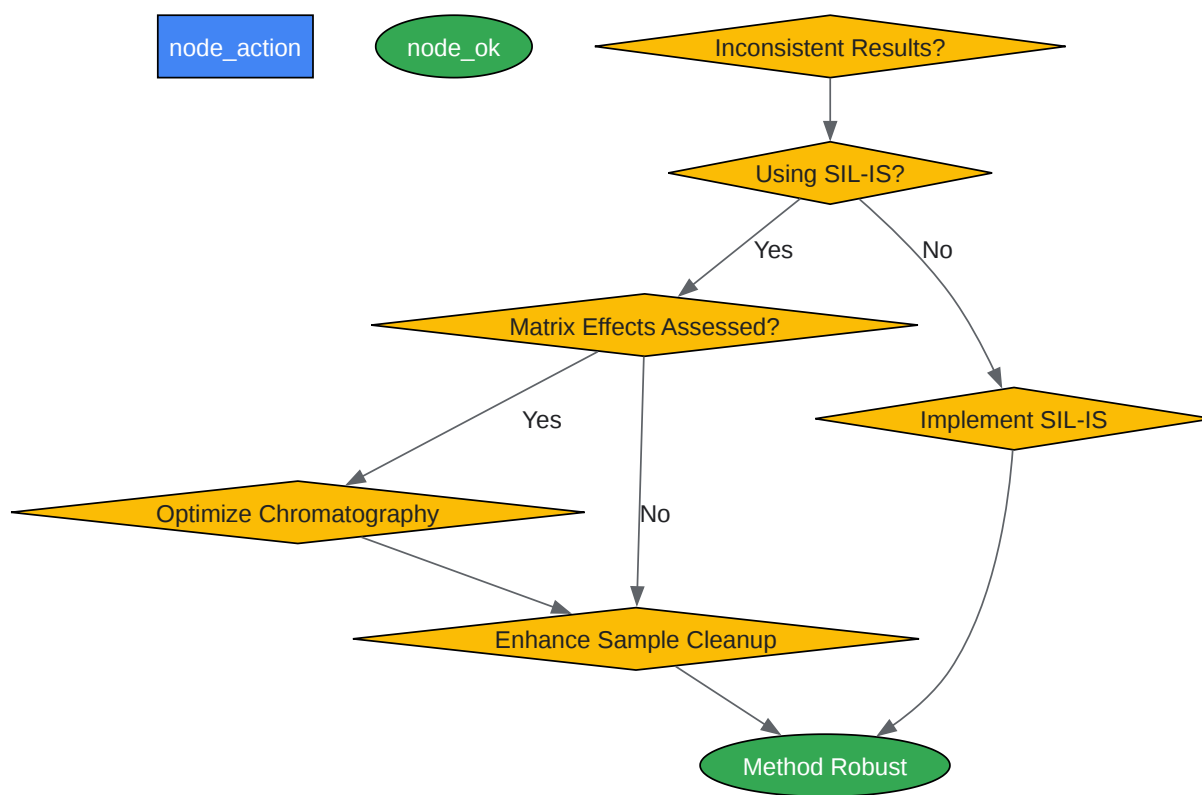 node_action
node_ok
Inconsistent Results?
Using SIL-IS?
Yes
No
Matrix Effects Assessed?
Yes
Implement SIL-IS
Optimize Chromatography
No
Enhance Sample Cleanup
Method Robust